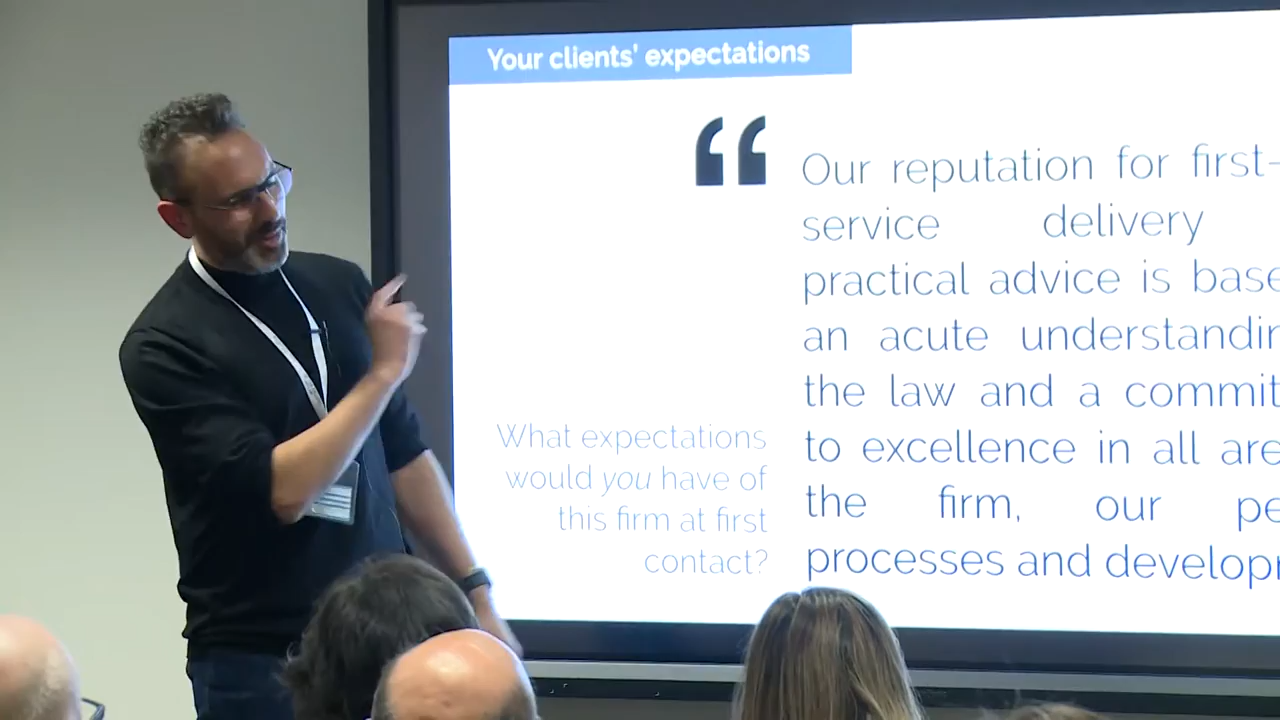 Your clients' expectations
“
Our reputation for first-
service delivery
practical advice is base
an acute understandin
the law and a commit
to excellence in all are
the firm, our pe
processes and develop
What expectations
would you have of
this firm at first
contact?